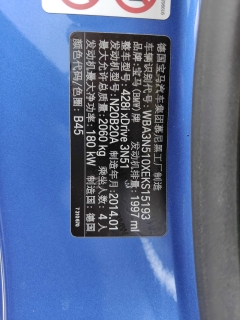 德国宝马汽车集团慕尼黑工厂制造
车辆识别代号：WBA3N510XEKS15193
品牌：宝马（BMW）制造
整车型号：428i xDrive 3N51
发动机型号：N20B20A 发动机排量：1997 ml
最大允许总质量：2060 kg 制造年月：2014.01
发动机最大净功率：180 kW 乘坐人数：4人
颜色代码/色圈：B45 制造国：德国